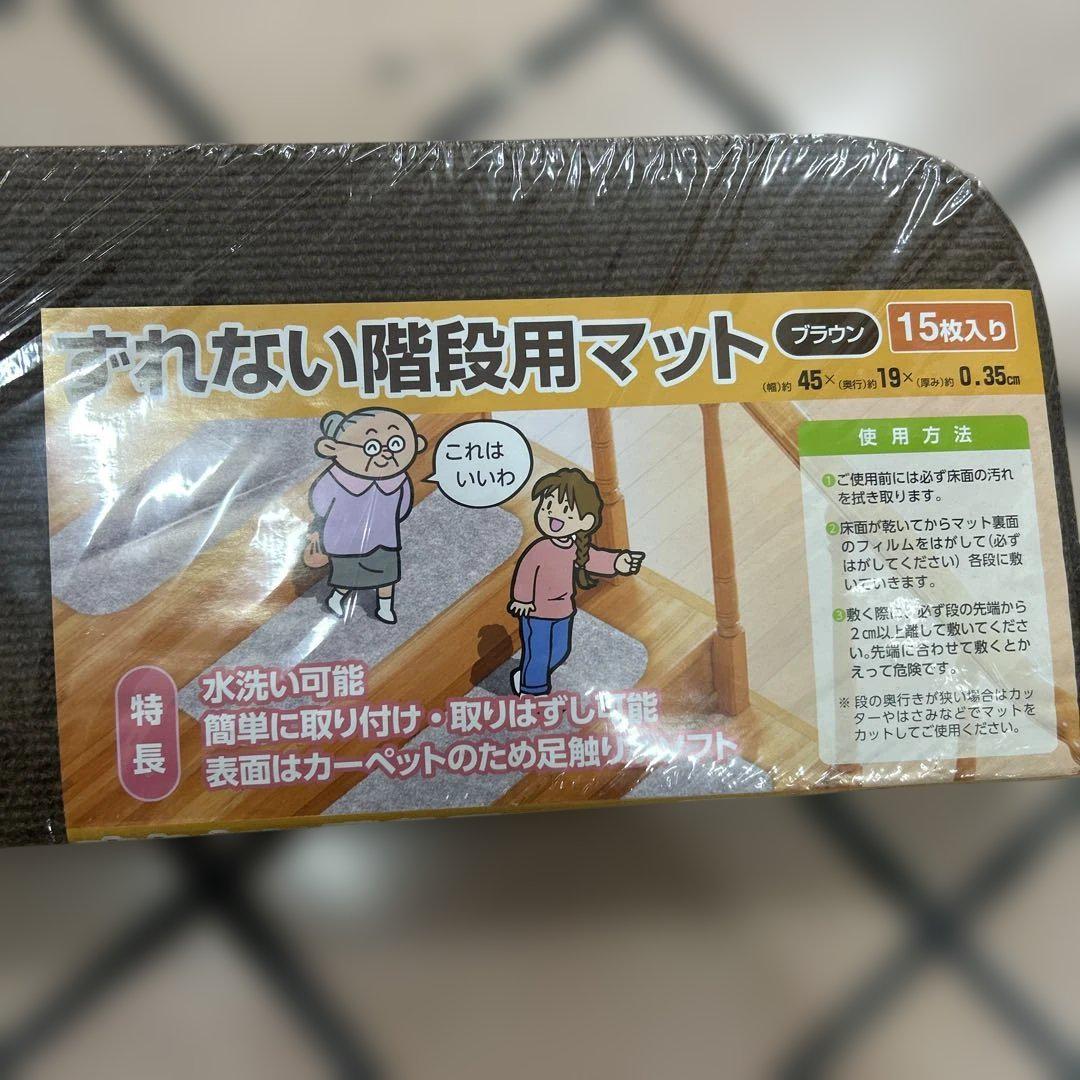 ずれない階段用マット
ブラウン
15枚入り
(幅)約 45×(奥行)約19×(厚み)約 0.35cm
これは
いいわ
使用方法
❶ご使用前には必ず床面の汚れ
を拭き取ります。
❷床面が乾いてからマット裏面
のフィルムをはがして(必ず
はがしてください)各段に敷
いていきます。
❸敷く際は、必ず段の先端から
2cm以上離して敷いてくださ
い。先端に合わせて敷くとか
えって危険です。
※段の奥行きが狭い場合はカッ
ターやはさみなどでマットを
カットしてご使用ください。
特長
水洗い可能
簡単に取り付け・取りはずし可能
表面はカーペットのため足触りソフト